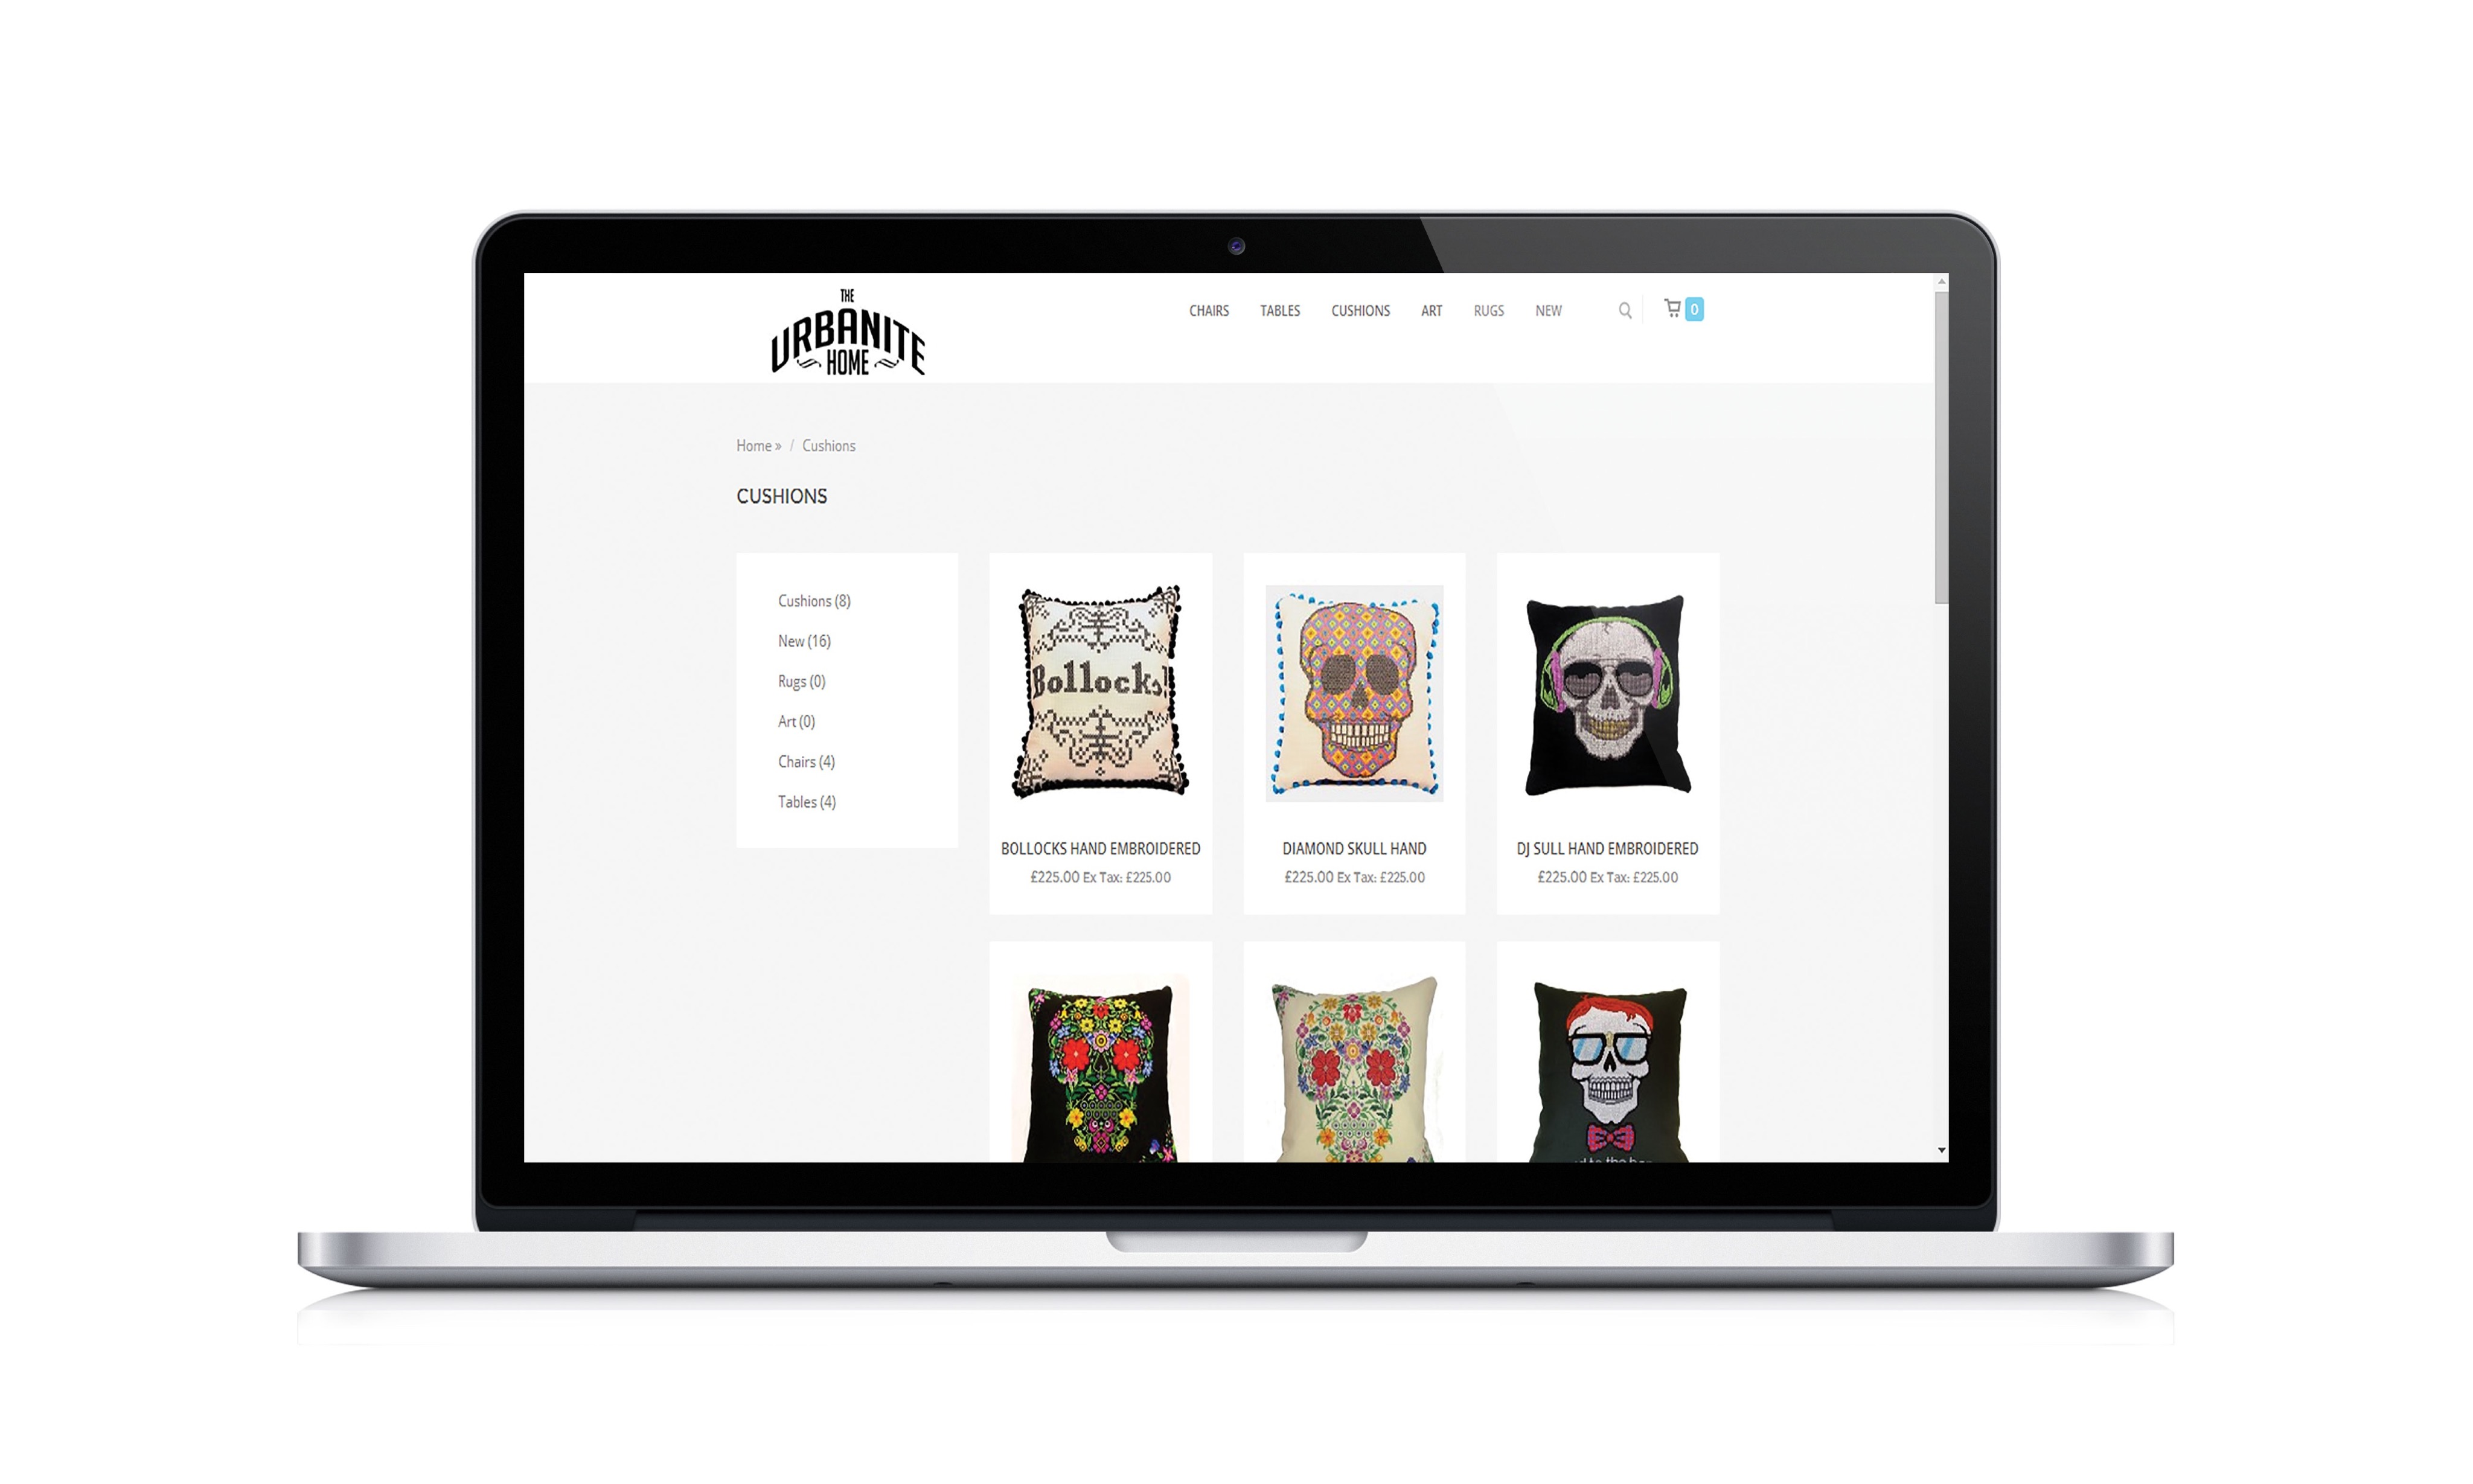 THE
URBANITE
HOME
CHAIRS TABLES CUSHIONS ART RUGS NEW 0
Home » / Cushions
CUSHIONS
Cushions (8)
New (16)
Rugs (0)
Art (0)
Chairs (4)
Tables (4)
Bollocks
BOLLOCKS HAND EMBROIDERED
£225.00 Ex Tax: £225.00
DIAMOND SKULL HAND
£225.00 Ex Tax: £225.00
DJ SULL HAND EMBROIDERED
£225.00 Ex Tax: £225.00